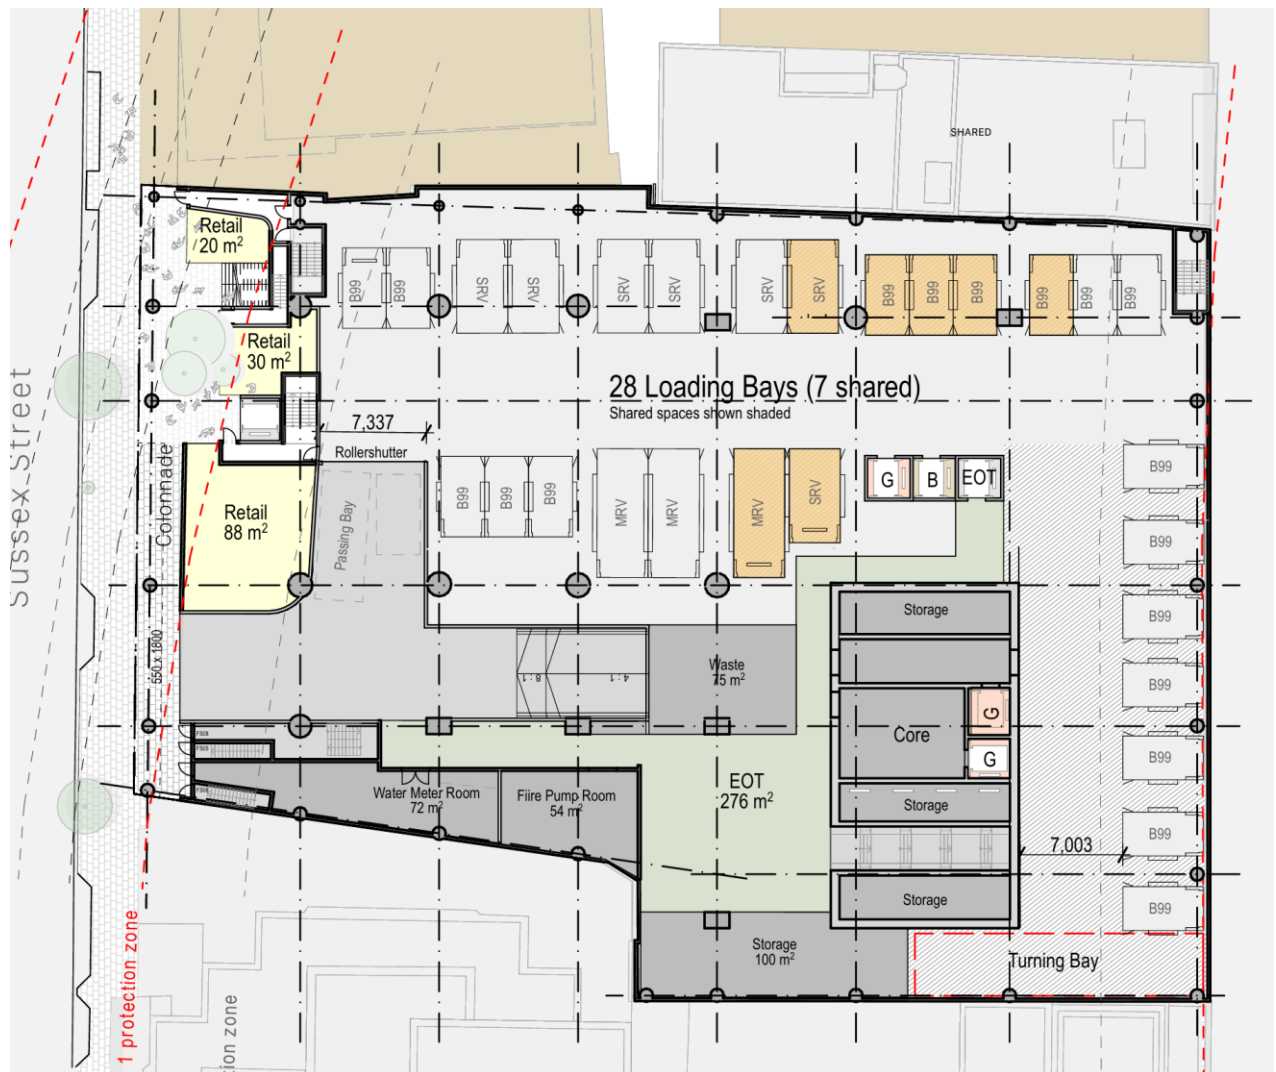 SHARED
Retail
20 m²
B99
B99
SRV
SRV
SRV
SRV
SRV
SRV
B99
B99
B99
B99
B99
B99
Retail
30 m²
28 Loading Bays (7 shared)
Shared spaces shown shaded
7,337
Rollershutter
Sussex Street
Colonnade
Retail
88 m²
Passing Bay
B99
B99
B99
MRV
MRV
MRV
SRV
G
B
EOT
B99
B99
B99
B99
B99
B99
B99
550 x 1800
8:1
4:1
Waste
75 m²
Storage
Core
G
G
EOT
276 m²
Storage
Water Meter Room
72 m²
Fiire Pump Room
54 m²
7,003
Storage
Storage
100 m²
Turning Bay
1 protection zone
ion zone